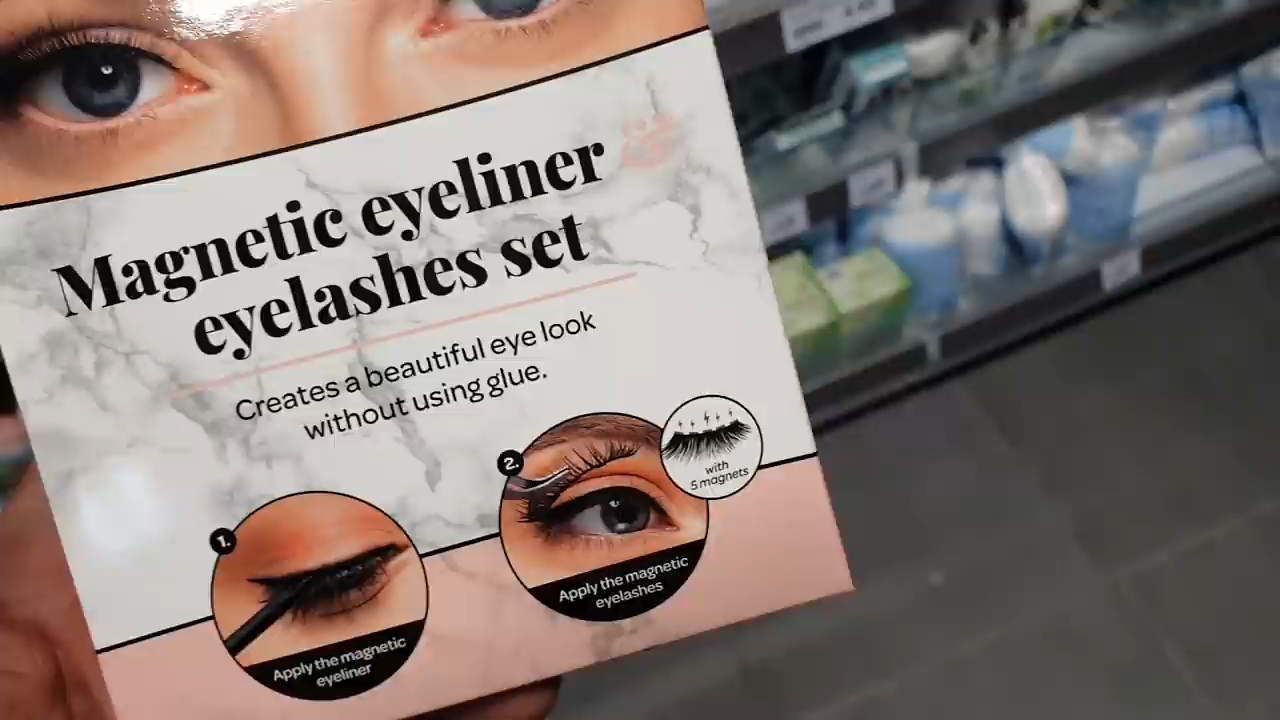 Magnetic eyeliner
eyelashes set
Creates a beautiful eye look
without using glue.
1.
Apply the magnetic
eyeliner
2.
Apply the magnetic
eyelashes
with
5 magnets